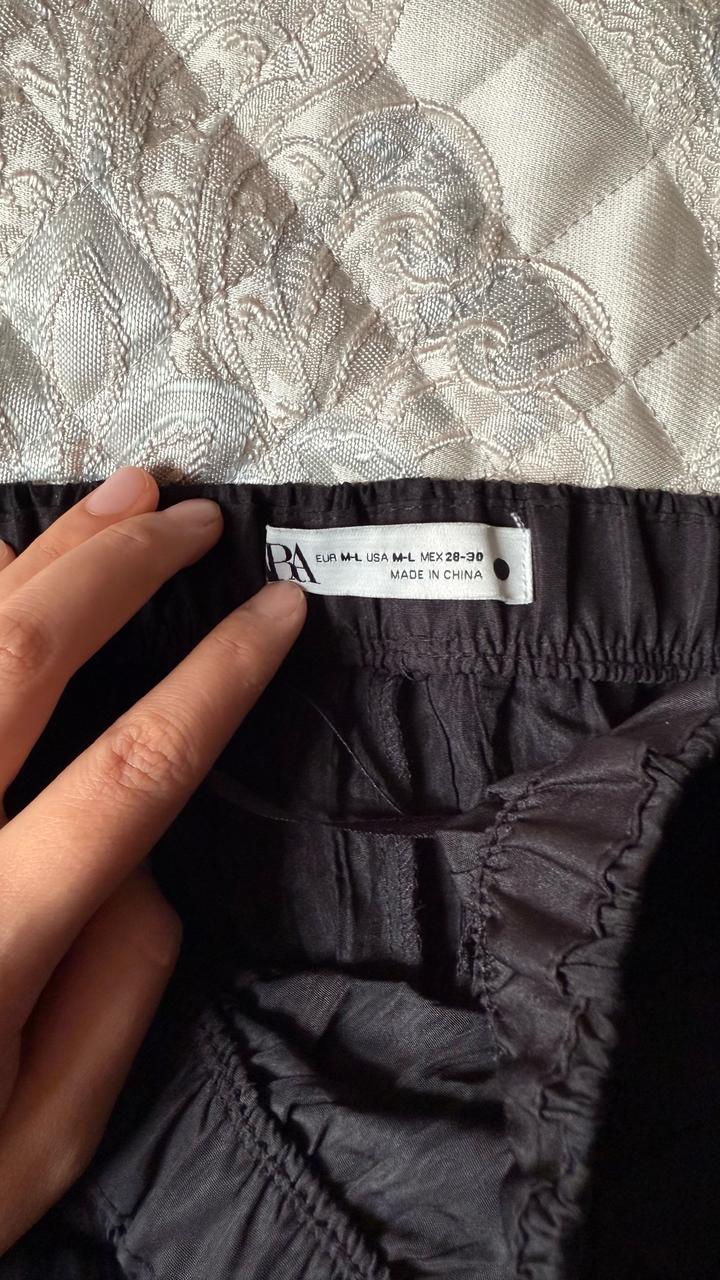 RA EUR M-L USA M-L MEX 28-30
MADE IN CHINA